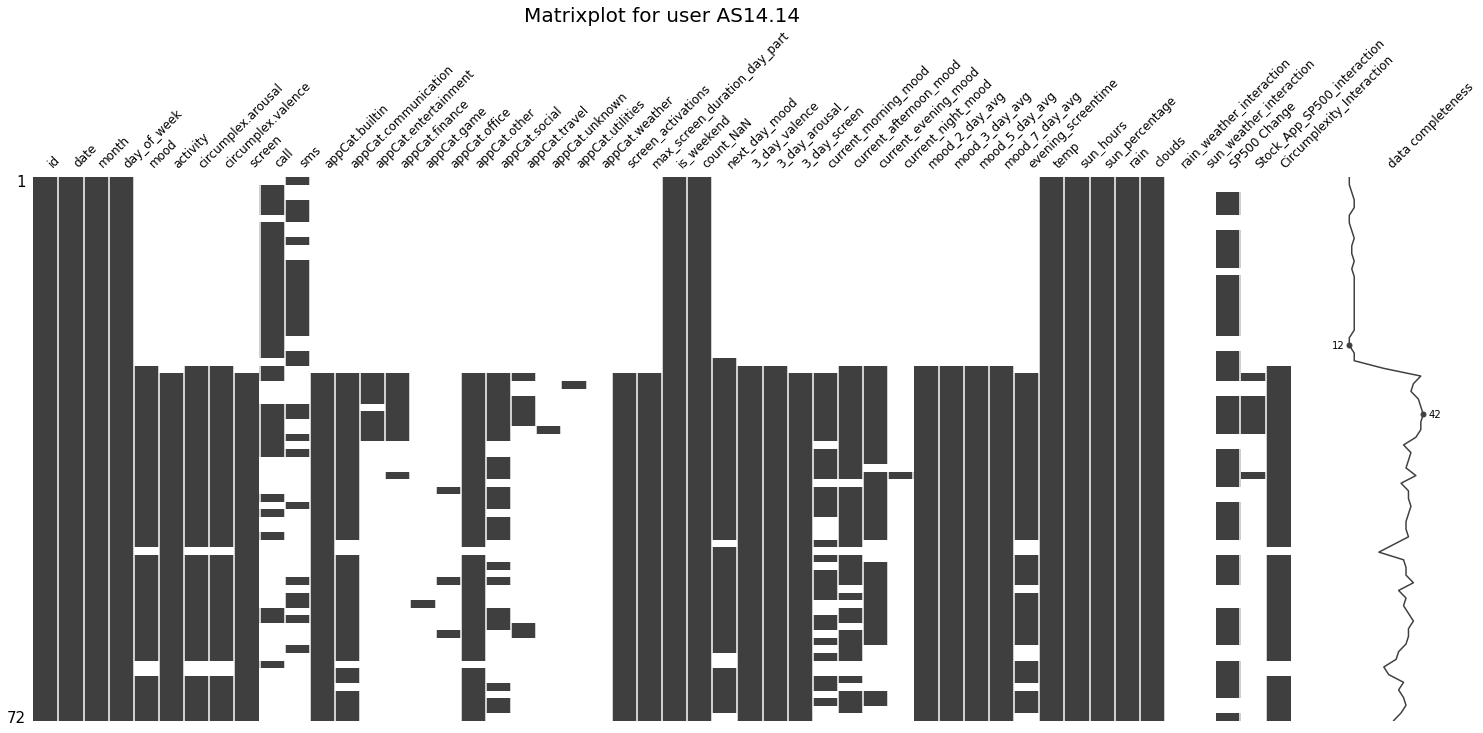 Matrixplot for user AS14.14
id
date
month
day_of_week
mood
activity
circumplex.arousal
circumplex.valence
screen
call
sms
appCat.builtin
appCat.communication
appCat.entertainment
appCat.finance
appCat.game
appCat.office
appCat.other
appCat.social
appCat.travel
appCat.unknown
appCat.utilities
appCat.weather
screen_activations
max_screen_duration_day_part
is_weekend
count_NaN
next_day_mood
3_day_valence
3_day_arousal_
3_day_screen
current_morning_mood
current_afternoon_mood
current_evening_mood
current_night_mood
mood_2_day_avg
mood_3_day_avg
mood_5_day_avg
mood_7_day_avg
evening_screentime
temp
sun_hours
sun_percentage
rain
clouds
rain_weather_interaction
sun_weather_interaction
SP500 Change
Stock_App_SP500_interaction
Circumplexity_Interaction
data completeness
1
12
42
72